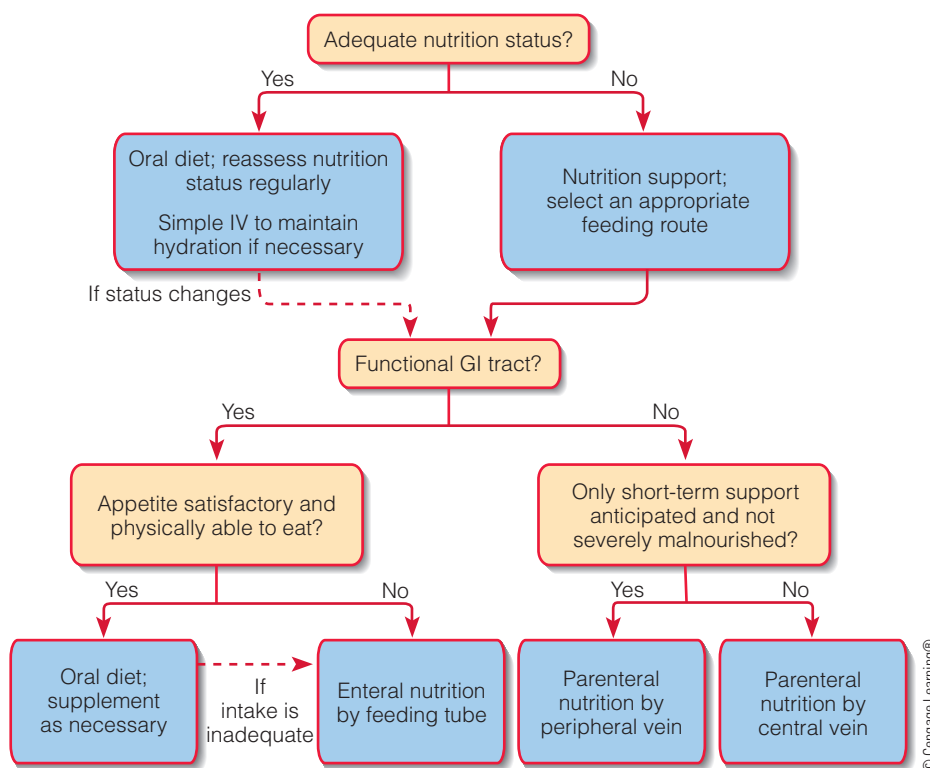 Adequate nutrition status?
Yes
No
Oral diet; reassess nutrition
status regularly
Simple IV to maintain
hydration if necessary
Nutrition support;
select an appropriate
feeding route
If status changes
Functional GI tract?
Yes
No
Appetite satisfactory and
physically able to eat?
Only short-term support
anticipated and not
severely malnourished?
Yes
No
Yes
No
Oral diet;
supplement
as necessary
If
intake is
inadequate
Enteral nutrition
by feeding tube
Parenteral
nutrition by
peripheral vein
Parenteral
nutrition by
central vein
© Cengage Learning®